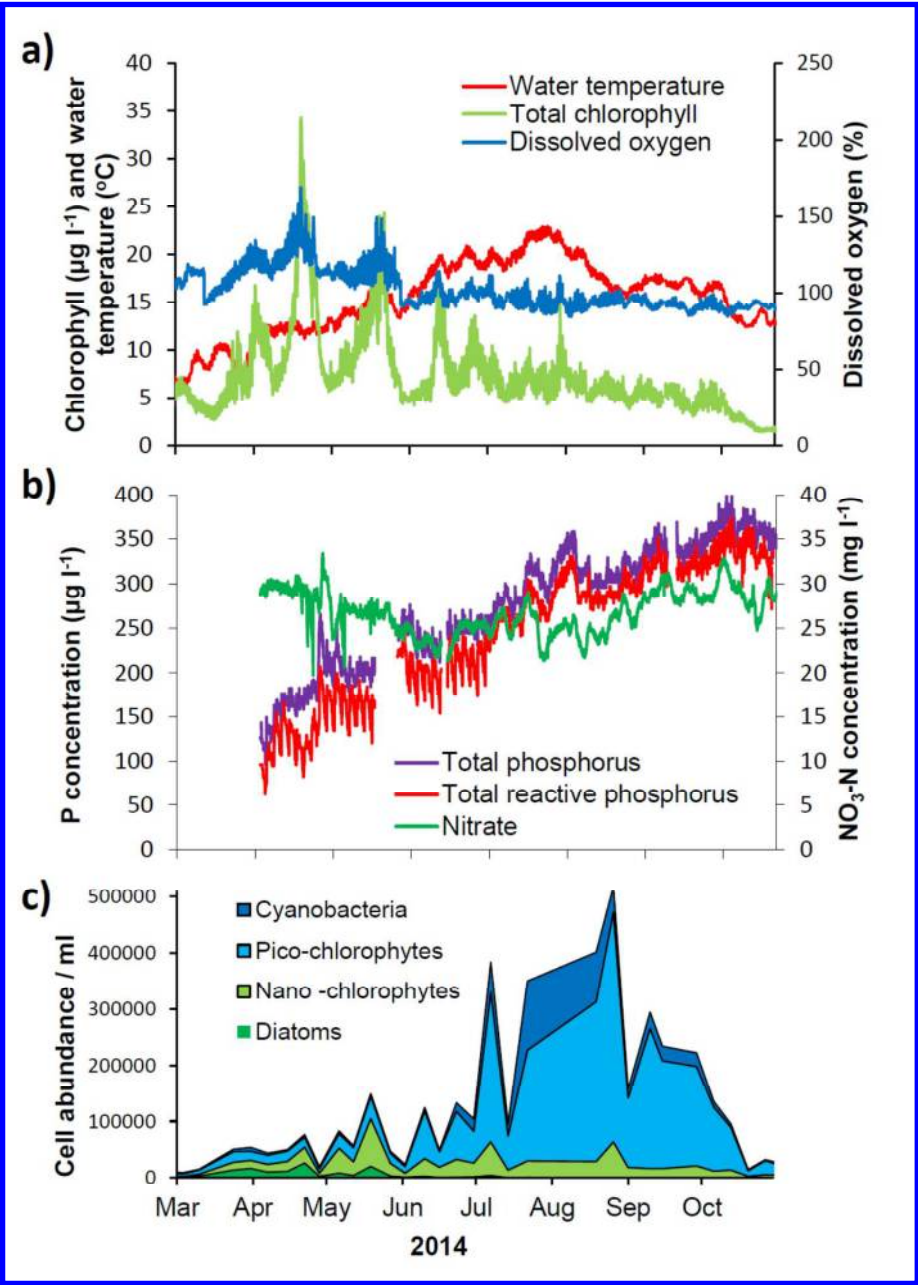 a)
Chlorophyll (µg l⁻¹) and water
temperature (°C)
40
35
30
25
20
15
10
5
0
Water temperature
Total chlorophyll
Dissolved oxygen
250
200
150
100
50
0
Dissolved oxygen (%)
b)
P concentration (µg l⁻¹)
400
350
300
250
200
150
100
50
0
Total phosphorus
Total reactive phosphorus
Nitrate
40
35
30
25
20
15
10
5
0
NO₃-N concentration (mg l⁻¹)
c)
Cell abundance / ml
500000
400000
300000
200000
100000
0
Cyanobacteria
Pico-chlorophytes
Nano -chlorophytes
Diatoms
Mar Apr May Jun Jul Aug Sep Oct
2014